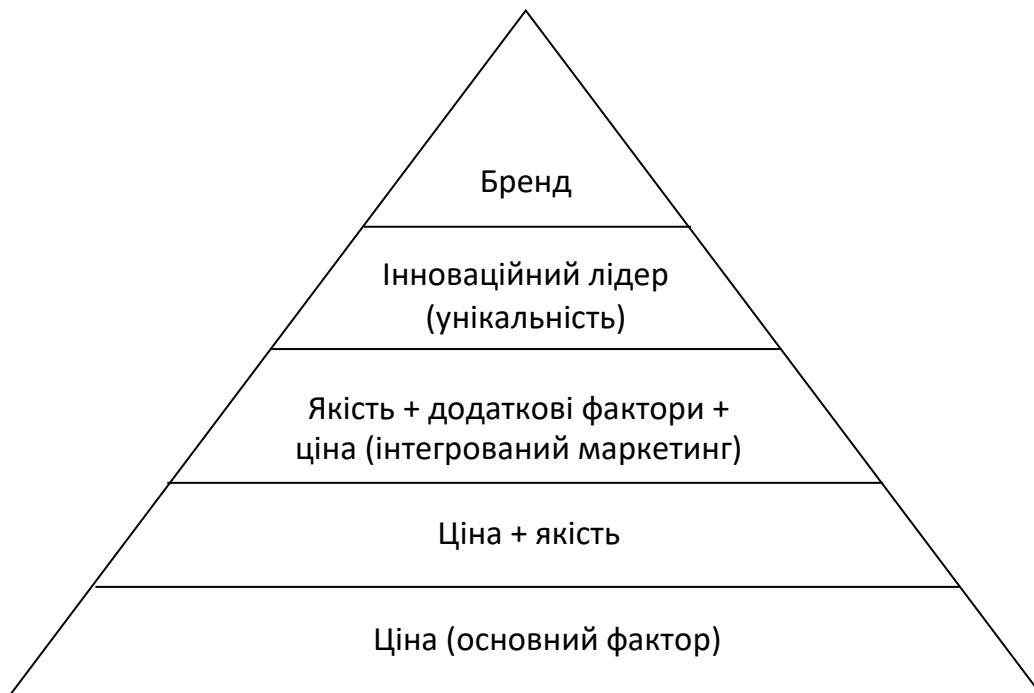 Бренд
Інноваційний лідер
(унікальність)
Якість + додаткові фактори +
ціна (інтегрований маркетинг)
Ціна + якість
Ціна (основний фактор)